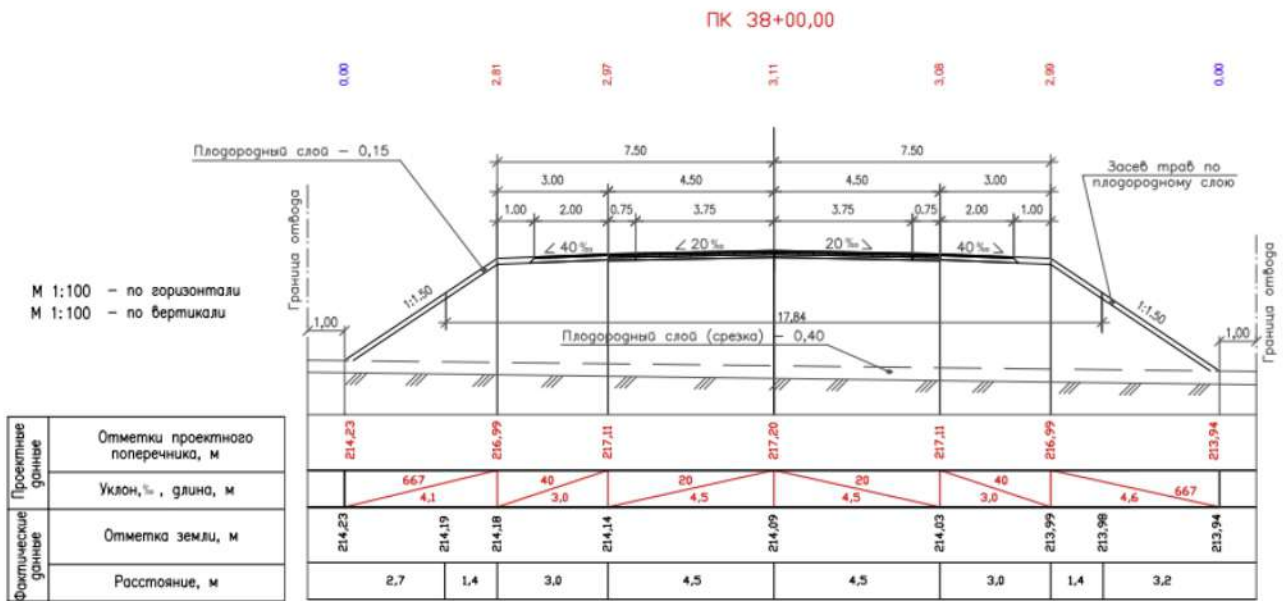 ПК 38+00,00
0,00 2,81 2,97 3,11 3,08 2,99 0,00
Плодородный слой – 0,15
7.50 7.50
Засев трав по
плодородному слою
3.00 4.50 4.50 3.00
1.00 2.00 0.75 3.75 3.75 0.75 2.00 1.00
Граница отвода
40‰ 20‰ 20‰ 40‰
Граница отвода
М 1:100 – по горизонтали
М 1:100 – по вертикали
1:1.50 1:1.50
1,00 17,84 1,00
Плодородный слой (срезка) – 0,40
Проектные
данные
Отметки проектного
поперечника, м
214,23 216,99 217,11 217,20 217,11 216,99 213,94
Уклон,‰, длина, м
667 40 20 20 40 667
4,1 3,0 4,5 4,5 3,0 4,6
Фактические
данные
Отметка земли, м
214,23 214,19 214,18 214,14 214,09 214,03 213,99 213,98 213,94
Расстояние, м
2,7 1,4 3,0 4,5 4,5 3,0 1,4 3,2